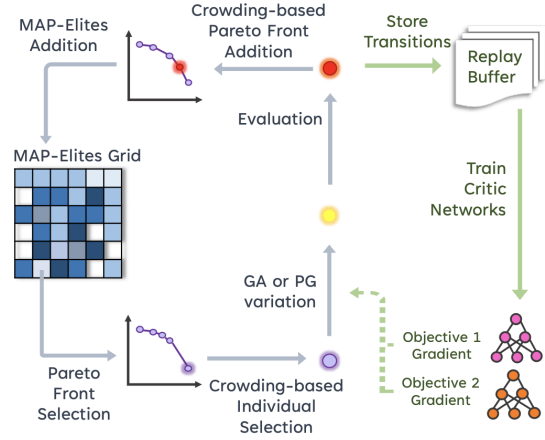 MAP-Elites
Addition
Crowding-based
Pareto Front
Addition
Store
Transitions
Replay
Buffer
Evaluation
MAP-Elites Grid
Train
Critic
Networks
GA or PG
variation
Objective 1
Gradient
Objective 2
Gradient
Pareto
Front
Selection
Crowding-based
Individual
Selection